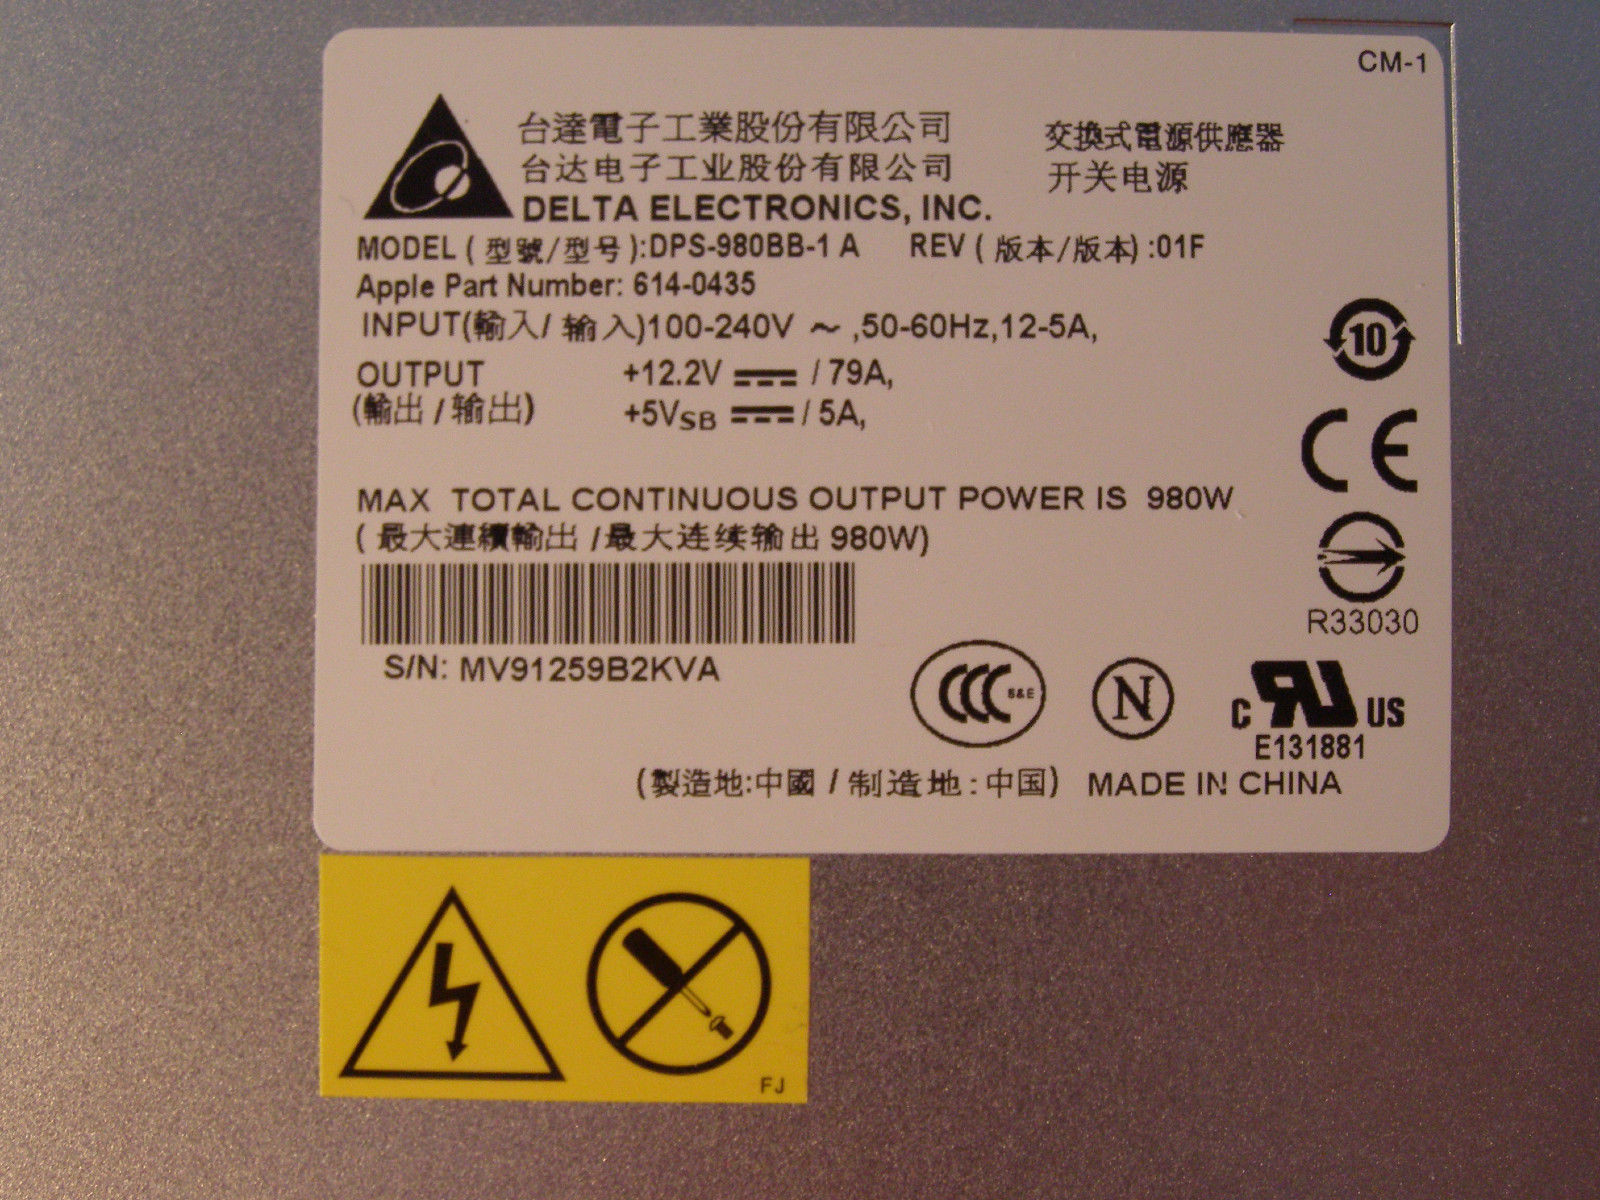 CM-1
台達電子工業股份有限公司
交換式電源供應器
台达电子工业股份有限公司
开关电源
DELTA ELECTRONICS, INC.
MODEL ( 型號/型号 ):DPS-980BB-1 A REV ( 版本/版本) :01F
Apple Part Number: 614-0435
INPUT(輸入/ 输入)100-240V ~ ,50-60Hz,12-5A,
10
OUTPUT +12.2V ⎓ / 79A,
(輸出 / 输出) +5VSB ⎓ / 5A,
CE
MAX TOTAL CONTINUOUS OUTPUT POWER IS 980W
( 最大連續輸出 /最大连续输出 980W)
R33030
S/N: MV91259B2KVA
CCC S&E
N
C RU US
E131881
(製造地:中國 / 制造地 : 中国) MADE IN CHINA
FJ